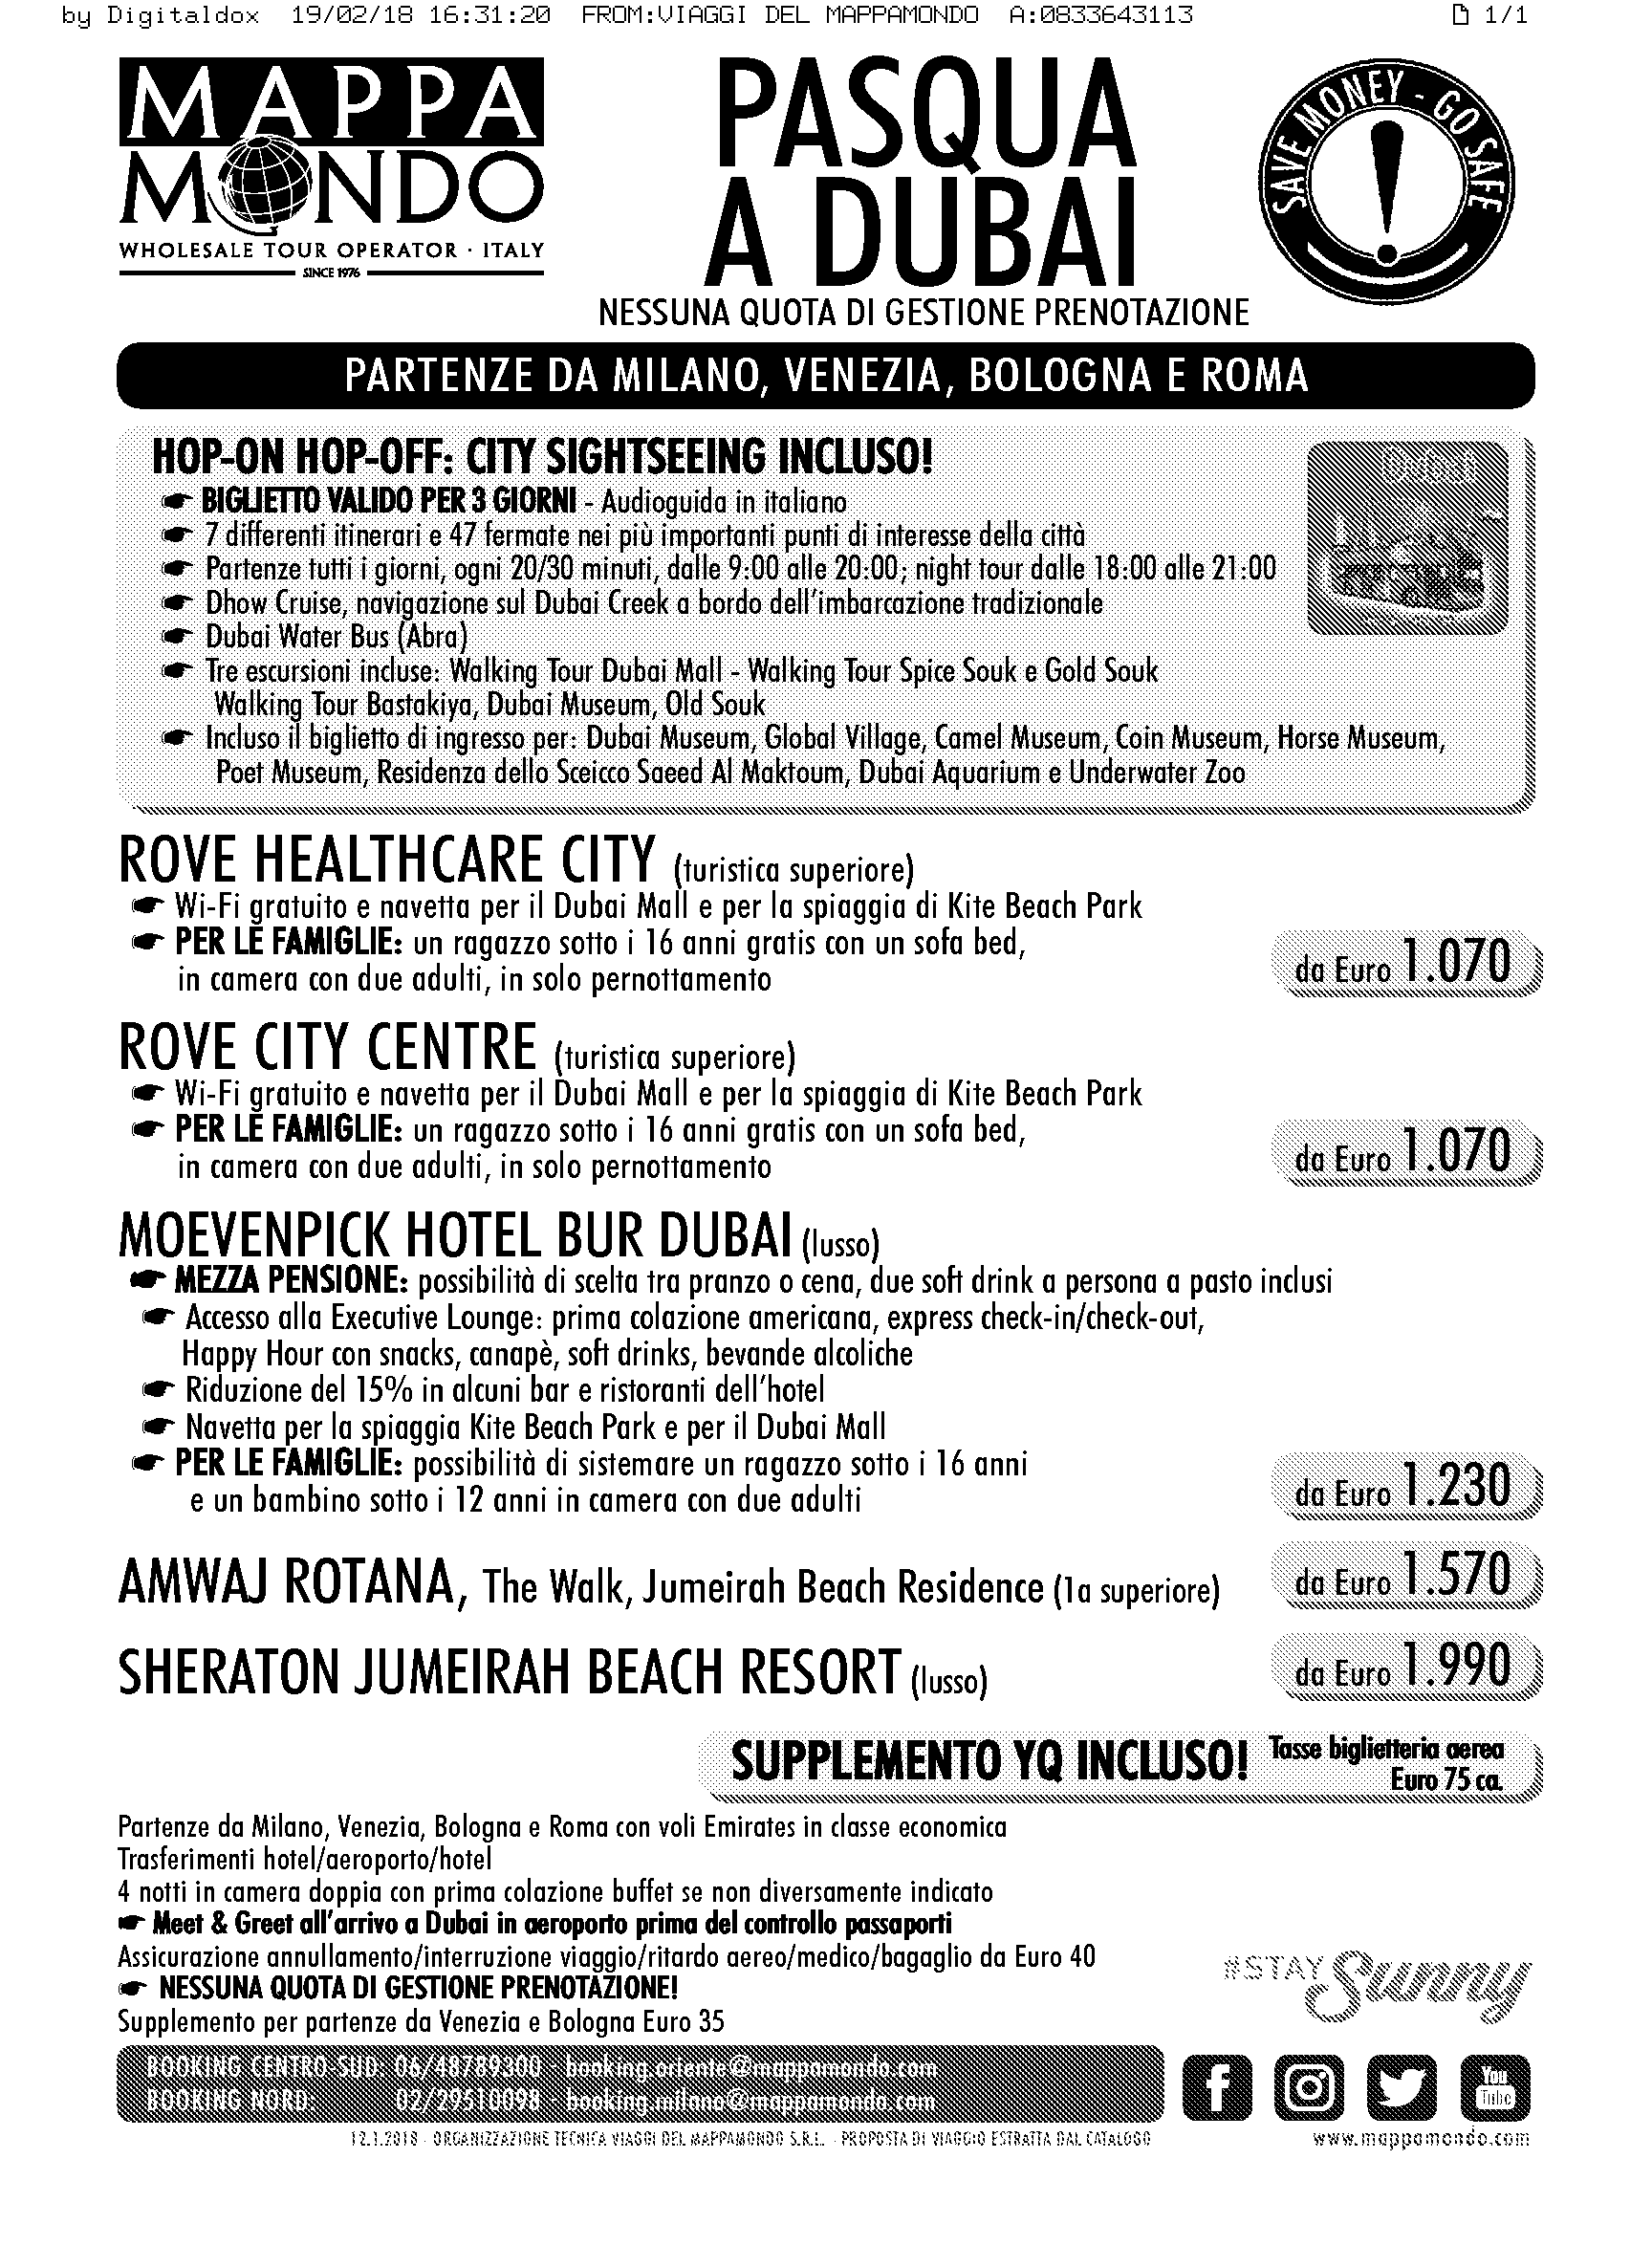 by Digitaldox 19/02/18 16:31:20 FROM:VIAGGI DEL MAPPAMONDO A:0833643113 1/1
MAPPA
MONDO
WHOLESALE TOUR OPERATOR · ITALY
SINCE 1976
PASQUA
A DUBAI
SAVE MONEY - GO SAFE
NESSUNA QUOTA DI GESTIONE PRENOTAZIONE
PARTENZE DA MILANO, VENEZIA, BOLOGNA E ROMA
HOP-ON HOP-OFF: CITY SIGHTSEEING INCLUSO!
☛ BIGLIETTO VALIDO PER 3 GIORNI - Audioguida in italiano
☛ 7 differenti itinerari e 47 fermate nei più importanti punti di interesse della città
☛ Partenze tutti i giorni, ogni 20/30 minuti, dalle 9:00 alle 20:00; night tour dalle 18:00 alle 21:00
☛ Dhow Cruise, navigazione sul Dubai Creek a bordo dell'imbarcazione tradizionale
☛ Dubai Water Bus (Abra)
☛ Tre escursioni incluse: Walking Tour Dubai Mall - Walking Tour Spice Souk e Gold Souk
Walking Tour Bastakiya, Dubai Museum, Old Souk
☛ Incluso il biglietto di ingresso per: Dubai Museum, Global Village, Camel Museum, Coin Museum, Horse Museum,
Poet Museum, Residenza dello Sceicco Saeed Al Maktoum, Dubai Aquarium e Underwater Zoo
ROVE HEALTHCARE CITY (turistica superiore)
☛ Wi-Fi gratuito e navetta per il Dubai Mall e per la spiaggia di Kite Beach Park
☛ PER LE FAMIGLIE: un ragazzo sotto i 16 anni gratis con un sofa bed,
in camera con due adulti, in solo pernottamento
da Euro 1.070
ROVE CITY CENTRE (turistica superiore)
☛ Wi-Fi gratuito e navetta per il Dubai Mall e per la spiaggia di Kite Beach Park
☛ PER LE FAMIGLIE: un ragazzo sotto i 16 anni gratis con un sofa bed,
in camera con due adulti, in solo pernottamento
da Euro 1.070
MOEVENPICK HOTEL BUR DUBAI (lusso)
☛ MEZZA PENSIONE: possibilità di scelta tra pranzo o cena, due soft drink a persona a pasto inclusi
☛ Accesso alla Executive Lounge: prima colazione americana, express check-in/check-out,
Happy Hour con snacks, canapè, soft drinks, bevande alcoliche
☛ Riduzione del 15% in alcuni bar e ristoranti dell'hotel
☛ Navetta per la spiaggia Kite Beach Park e per il Dubai Mall
☛ PER LE FAMIGLIE: possibilità di sistemare un ragazzo sotto i 16 anni
e un bambino sotto i 12 anni in camera con due adulti
da Euro 1.230
AMWAJ ROTANA, The Walk, Jumeirah Beach Residence (1a superiore) da Euro 1.570
SHERATON JUMEIRAH BEACH RESORT (lusso) da Euro 1.990
SUPPLEMENTO YQ INCLUSO! Tasse biglietteria aerea
Euro 75 ca.
Partenze da Milano, Venezia, Bologna e Roma con voli Emirates in classe economica
Trasferimenti hotel/aeroporto/hotel
4 notti in camera doppia con prima colazione buffet se non diversamente indicato
☛ Meet & Greet all'arrivo a Dubai in aeroporto prima del controllo passaporti
Assicurazione annullamento/interruzione viaggio/ritardo aereo/medico/bagaglio da Euro 40
☛ NESSUNA QUOTA DI GESTIONE PRENOTAZIONE!
Supplemento per partenze da Venezia e Bologna Euro 35
#STAY Sunny
BOOKING CENTRO-SUD: 06/48789300 - booking.oriente@mappamondo.com
BOOKING NORD: 02/29510098 - booking.milano@mappamondo.com
f
You
Tube
12.1.2018 - ORGANIZZAZIONE TECNICA VIAGGI DEL MAPPAMONDO S.R.L. - PROPOSTA DI VIAGGIO ESTRATTA DAL CATALOGO
www.mappamondo.com